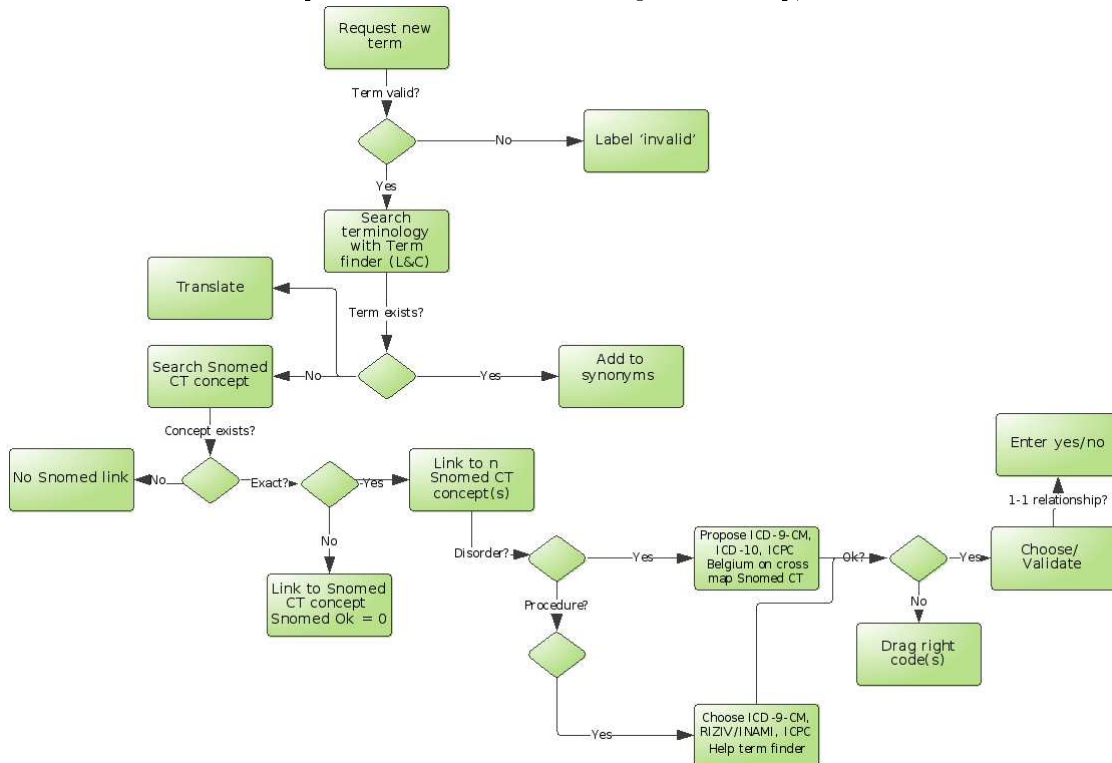 Request new
term
Term valid?
No
Label ‘invalid’
Yes
Search
terminology
with Term
finder (L&C)
Translate
Term exists?
Search Snomed
CT concept
No
Yes
Add to
synonyms
Concept exists?
No Snomed link
No
Exact?
Yes
Link to n
Snomed CT
concept(s)
Enter yes/no
1-1 relationship?
No
Disorder?
Yes
Propose ICD-9-CM,
ICD-10, ICPC
Belgium on cross
map Snomed CT
Ok?
Yes
Choose/
Validate
Link to Snomed
CT concept
Snomed Ok = 0
Procedure?
No
Drag right
code(s)
Yes
Choose ICD-9-CM,
RIZIV/INAMI, ICPC
Help term finder